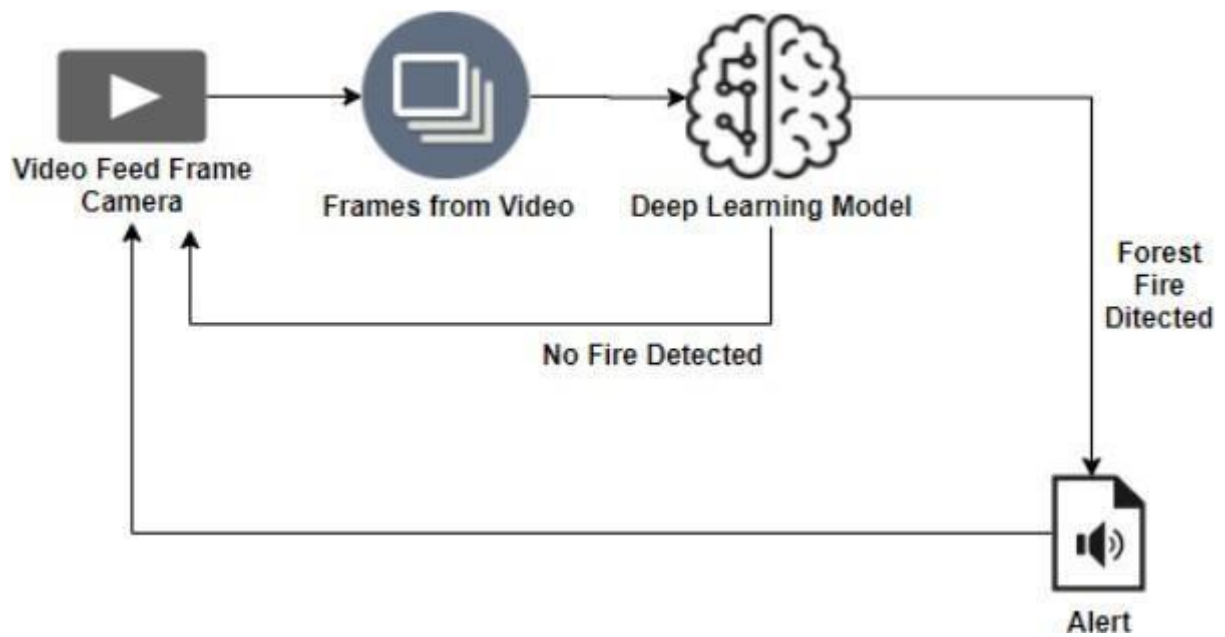 Video Feed Frame
Camera
Frames from Video
Deep Learning Model
Forest
Fire
Ditected
No Fire Detected
Alert